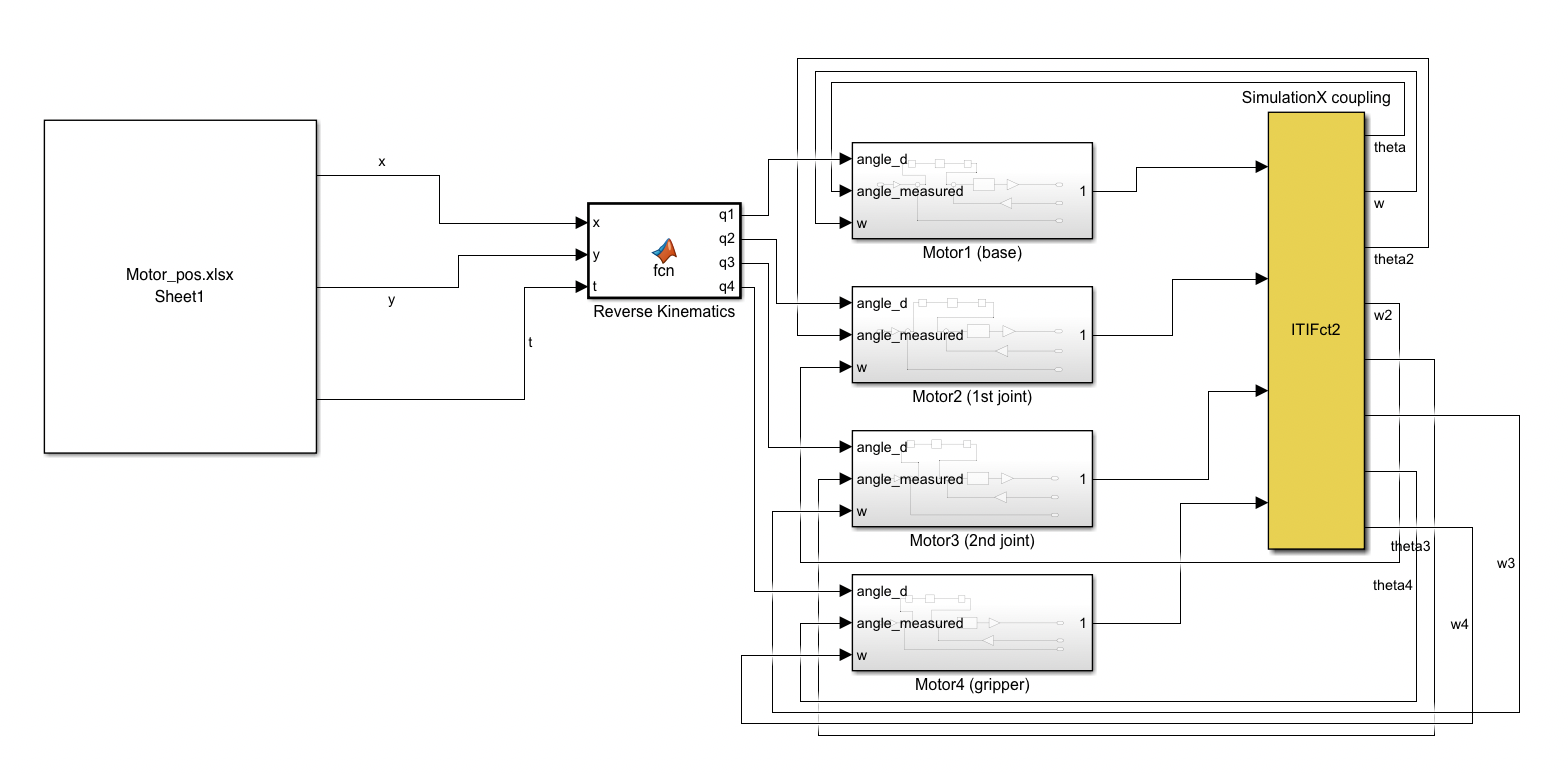 Motor_pos.xlsx
Sheet1
x
y
t
x
y
t
fcn
q1
q2
q3
q4
Reverse Kinematics
angle_d
angle_measured
w
1
Motor1 (base)
angle_d
angle_measured
w
1
Motor2 (1st joint)
angle_d
angle_measured
w
1
Motor3 (2nd joint)
angle_d
angle_measured
w
1
Motor4 (gripper)
SimulationX coupling
ITIFct2
theta
w
theta2
w2
theta3
w3
theta4
w4